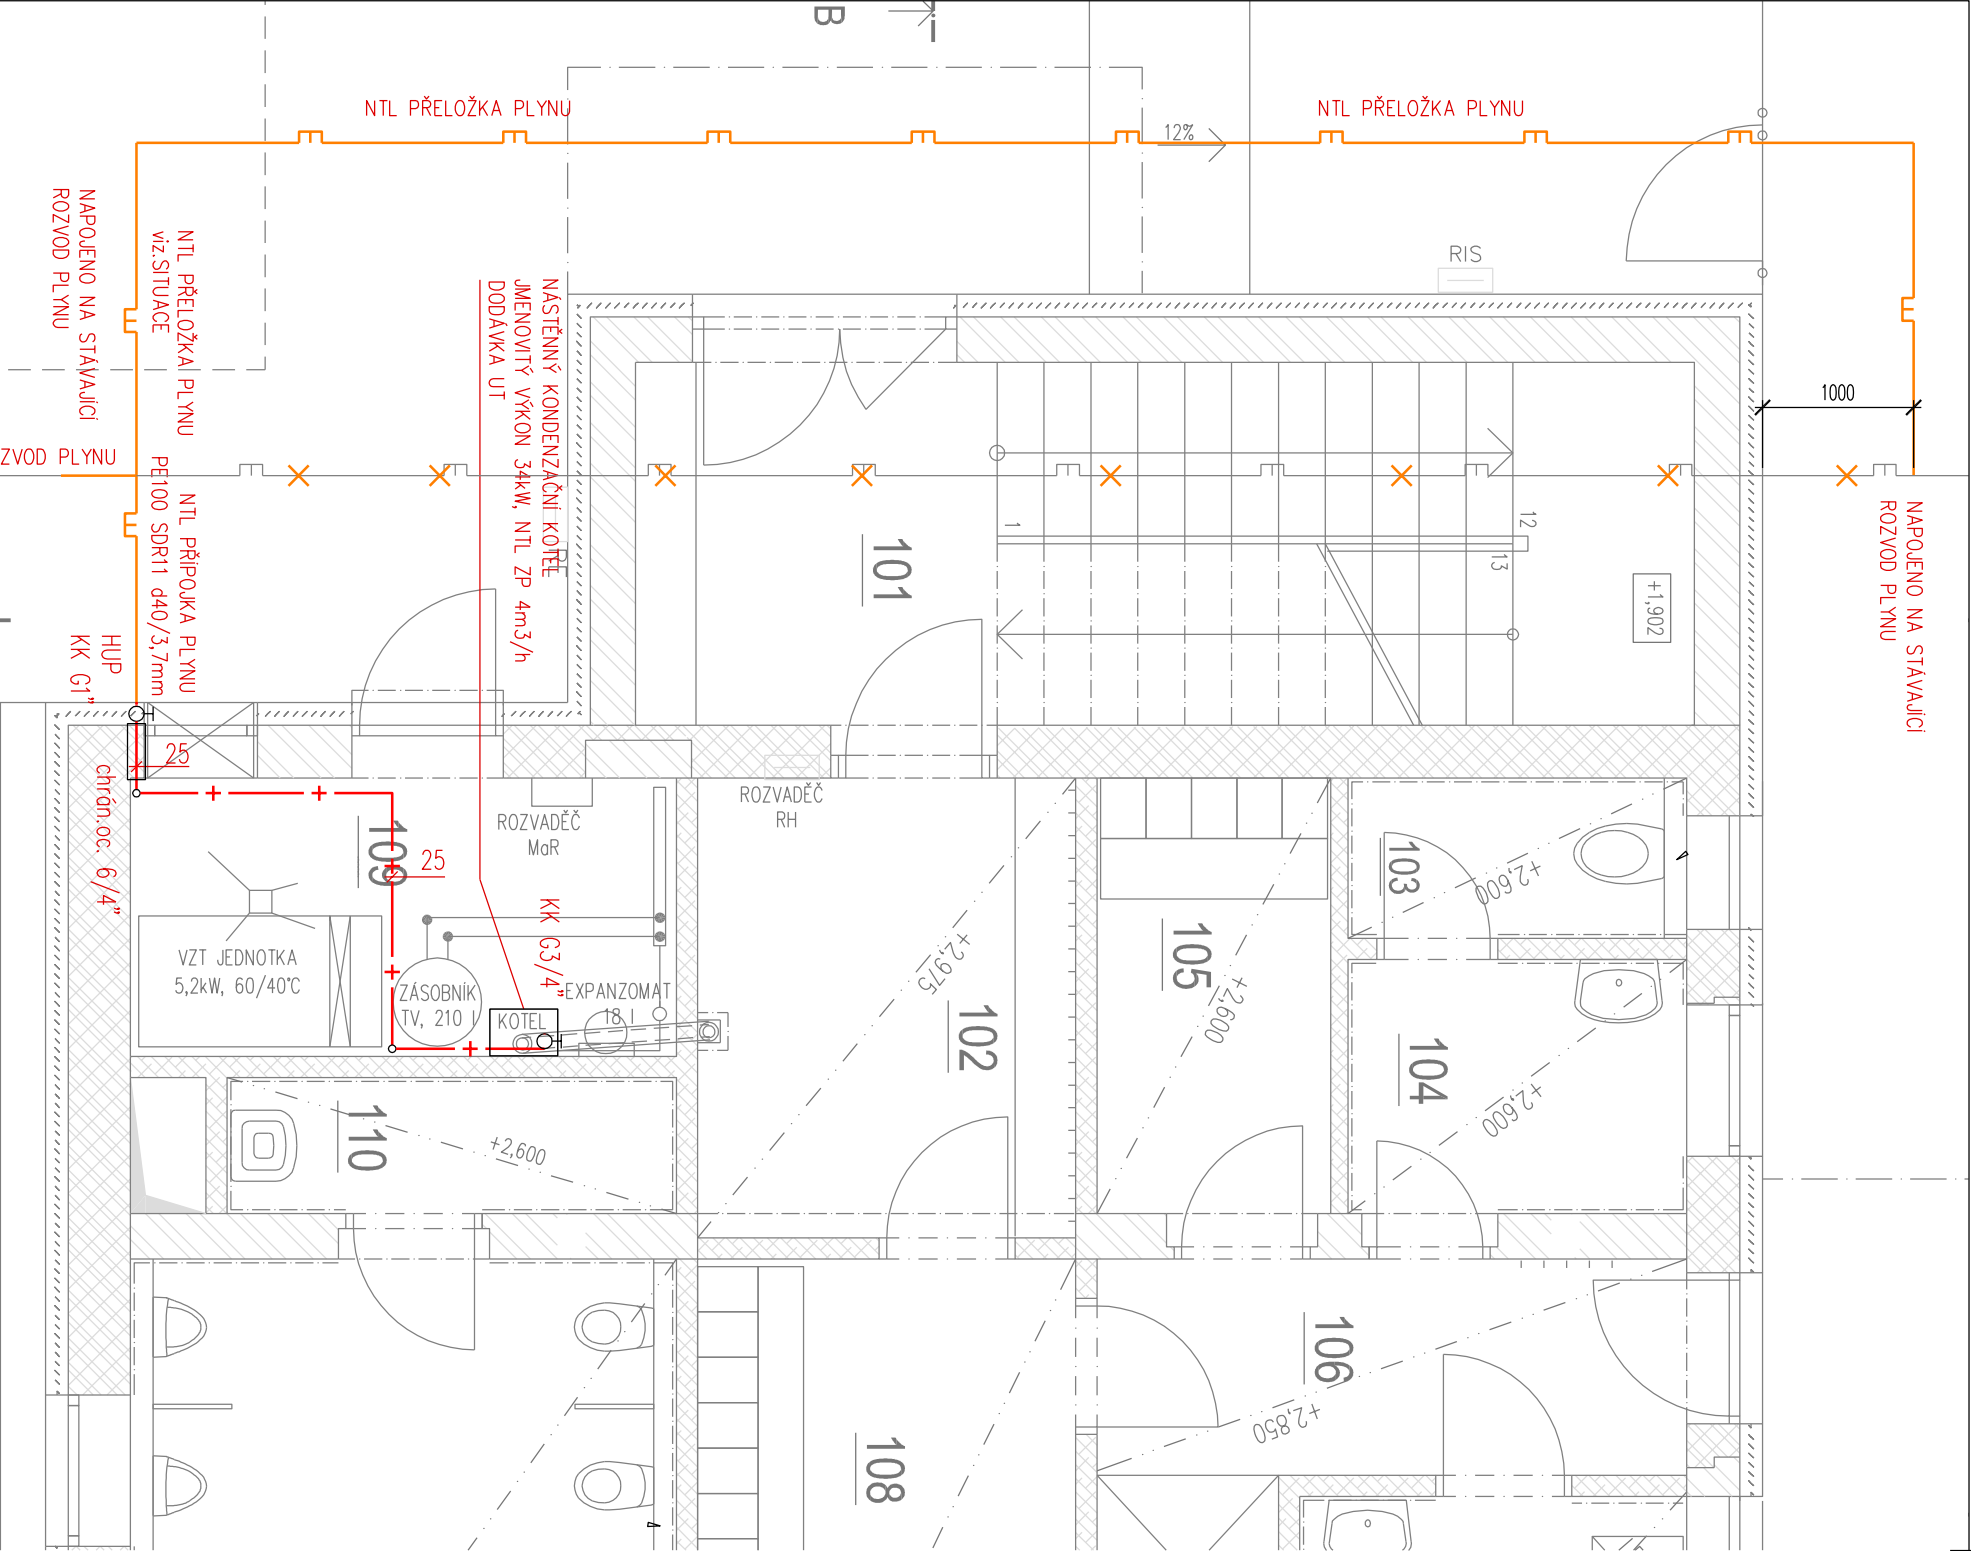 B
NTL PŘELOŽKA PLYNU
NTL PŘELOŽKA PLYNU
12%
RIS
1000
NAPOJENO NA STÁVAJÍCÍ
ROZVOD PLYNU
NTL PŘELOŽKA PLYNU
viz.SITUACE
NÁSTĚNNÝ KONDENZAČNÍ KOTEL
JMENOVITÝ VÝKON 34kW, NTL ZP 4m3/h
DODÁVKA UT
ZVOD PLYNU
NTL PŘÍPOJKA PLYNU
PE100 SDR11 d40/3,7mm
HUP
KK G1"
NAPOJENO NA STÁVAJÍCÍ
ROZVOD PLYNU
101
1
12
13
+1,902
25
chrán.oc. 6/4"
109
25
ROZVADĚČ
MaR
ROZVADĚČ
RH
KK G3/4"
VZT JEDNOTKA
5,2kW, 60/40°C
ZÁSOBNÍK
TV, 210 l
KOTEL
EXPANZOMAT
18 l
102
+2,975
103
+2,600
105
+2,600
104
+2,600
110
+2,600
106
+2,850
108